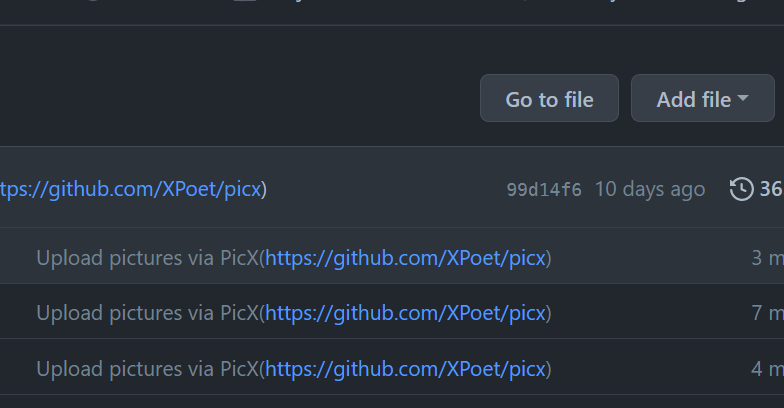 Go to file Add file
tps://github.com/XPoet/picx) 99d14f6 10 days ago 36
Upload pictures via PicX(https://github.com/XPoet/picx) 3 m
Upload pictures via PicX(https://github.com/XPoet/picx) 7 m
Upload pictures via PicX(https://github.com/XPoet/picx) 4 m